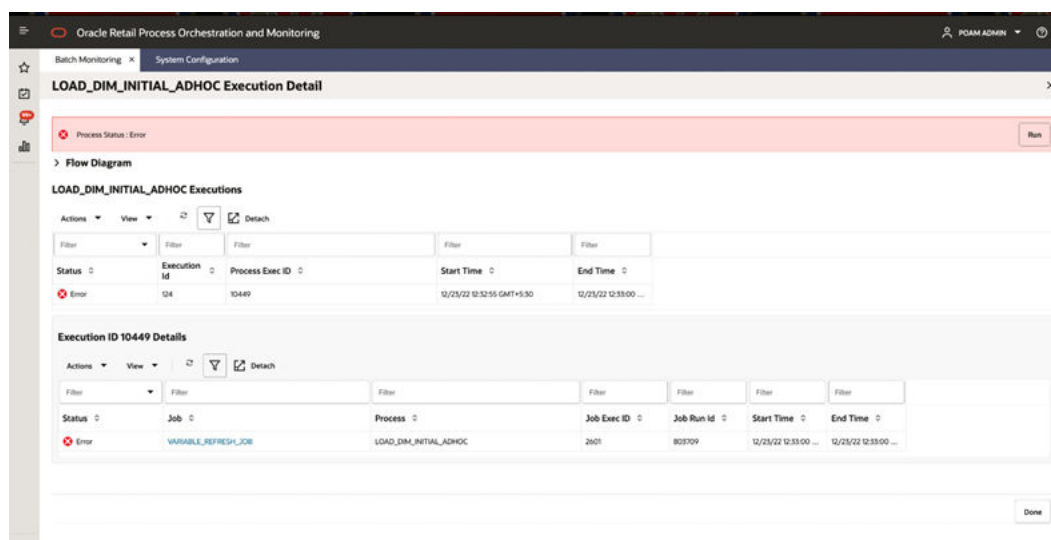 Oracle Retail Process Orchestration and Monitoring POAM ADMIN
Batch Monitoring × System Configuration
LOAD_DIM_INITIAL_ADHOC Execution Detail
Process Status : Error Run
Flow Diagram
LOAD_DIM_INITIAL_ADHOC Executions
Actions View Detach
Filter Filter Filter Filter Filter
Status Execution Id Process Exec ID Start Time End Time
Error 124 10449 12/23/22 12:32:55 GMT+5:30 12/23/22 12:33:00 ...
Execution ID 10449 Details
Actions View Detach
Filter Filter Filter Filter Filter Filter Filter
Status Job Process Job Exec ID Job Run Id Start Time End Time
Error VARIABLE_REFRESH_JOB LOAD_DIM_INITIAL_ADHOC 2601 803709 12/23/22 12:33:00 ... 12/23/22 12:33:00 ...
Done